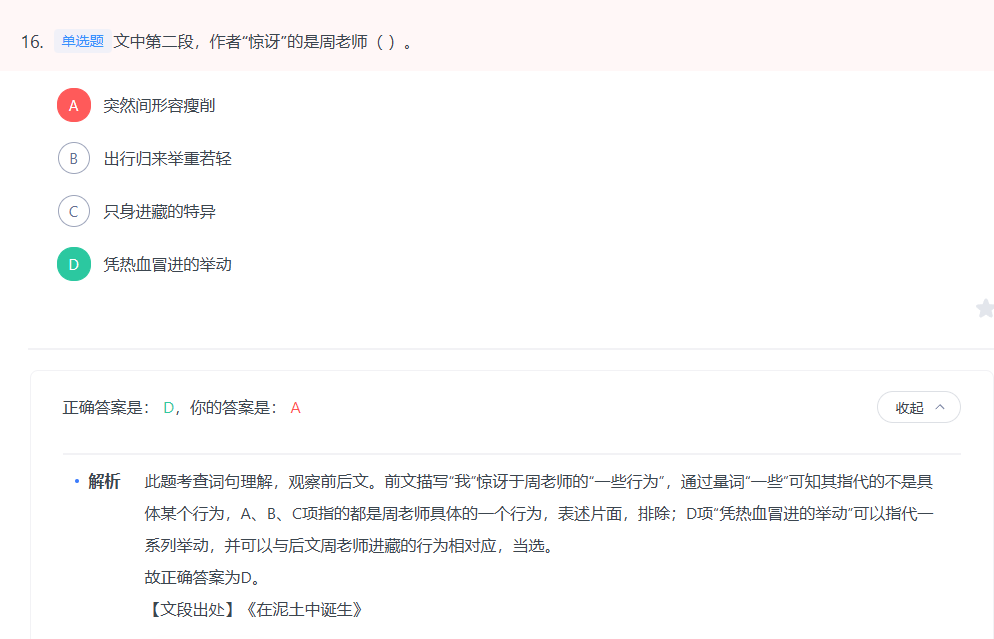 16. 单选题 文中第二段，作者“惊讶”的是周老师（ ）。
A 突然间形容瘦削
B 出行归来举重若轻
C 只身进藏的特异
D 凭热血冒进的举动
正确答案是： D，你的答案是： A
收起
• 解析 此题考查词句理解，观察前后文。前文描写“我”惊讶于周老师的“一些行为”，通过量词“一些”可知其指代的不是具
体某个行为，A、B、C项指的都是周老师具体的一个行为，表述片面，排除；D项“凭热血冒进的举动”可以指代一
系列举动，并可以与后文周老师进藏的行为相对应，当选。
故正确答案为D。
【文段出处】《在泥土中诞生》